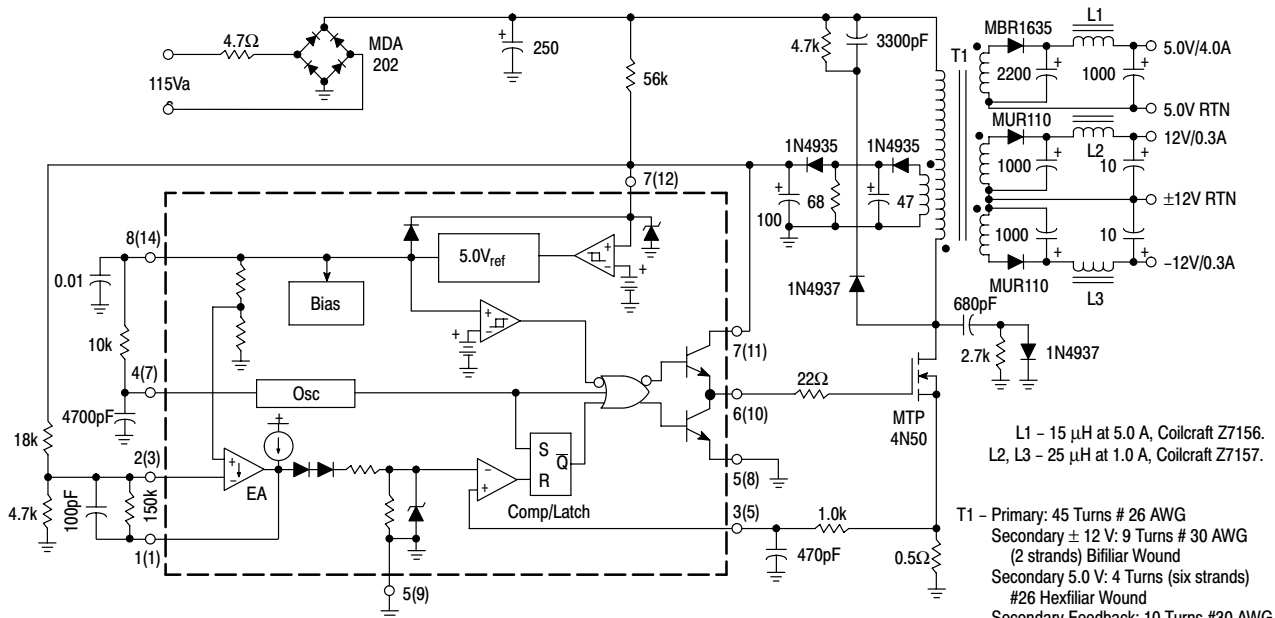 4.7Ω
MDA
202
115Va
+
250
56k
4.7k
3300pF
T1
MBR1635
L1
5.0V/4.0A
+
2200
+
1000
5.0V RTN
MUR110
12V/0.3A
L2
+
1000
+
10
±12V RTN
1000
+
10
+
–12V/0.3A
MUR110
L3
1N4935
1N4935
+
100
68
+
47
7(12)
8(14)
0.01
5.0Vref
+
–
+
Bias
+
–
+
1N4937
680pF
2.7k
1N4937
10k
4(7)
4700pF
Osc
7(11)
22Ω
6(10)
MTP
4N50
5(8)
18k
2(3)
+
–
EA
+
S
R
Q
–
+
Comp/Latch
3(5)
1.0k
470pF
0.5Ω
4.7k
100pF
150k
1(1)
5(9)
L1 – 15 μH at 5.0 A, Coilcraft Z7156.
L2, L3 – 25 μH at 1.0 A, Coilcraft Z7157.
T1 – Primary: 45 Turns # 26 AWG
Secondary ± 12 V: 9 Turns # 30 AWG
(2 strands) Bifiliar Wound
Secondary 5.0 V: 4 Turns (six strands)
#26 Hexfiliar Wound
Secondary Feedback: 10 Turns #30 AWG